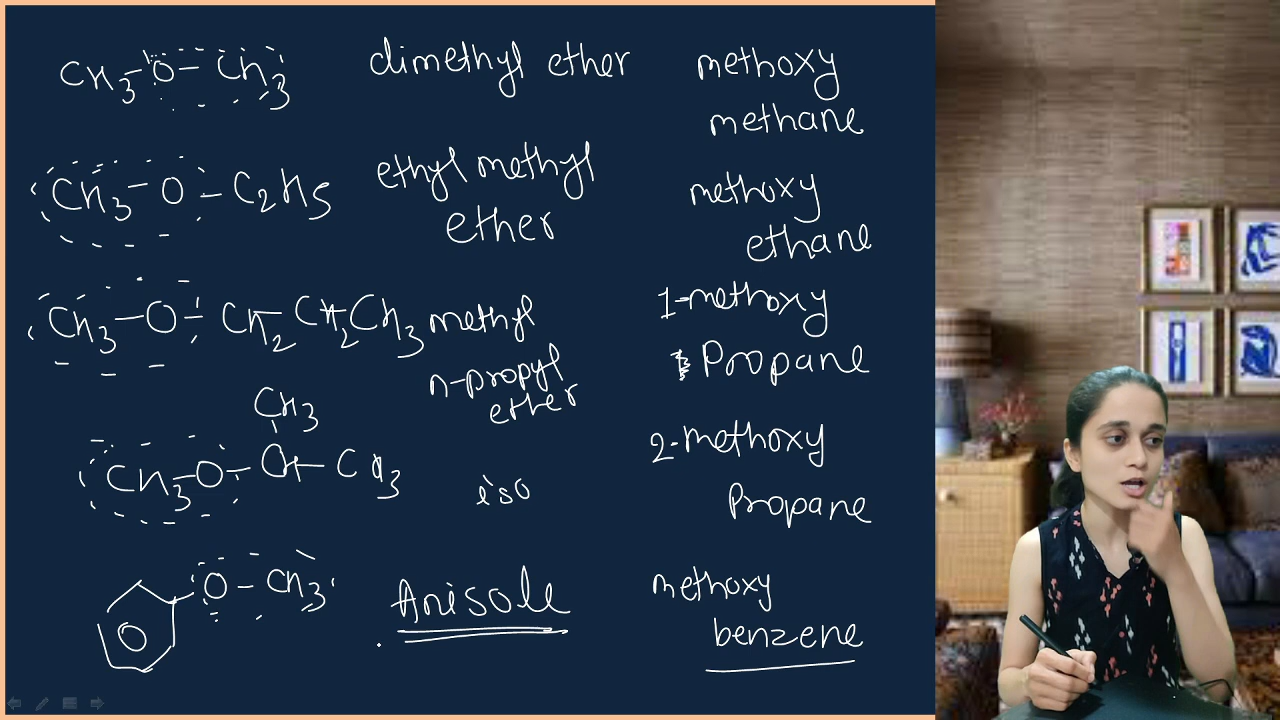 CH3-O-CH3 dimethyl ether methoxy
methane
CH3-O-C2H5 ethyl methyl methoxy
ether ethane
CH3-O-CH2CH2CH3 methyl 1-methoxy
n-propyl Propane
ether
CH3
CH3-O-CH-CH3 iso 2-methoxy
Propane
O-CH3 Anisole methoxy
benzene